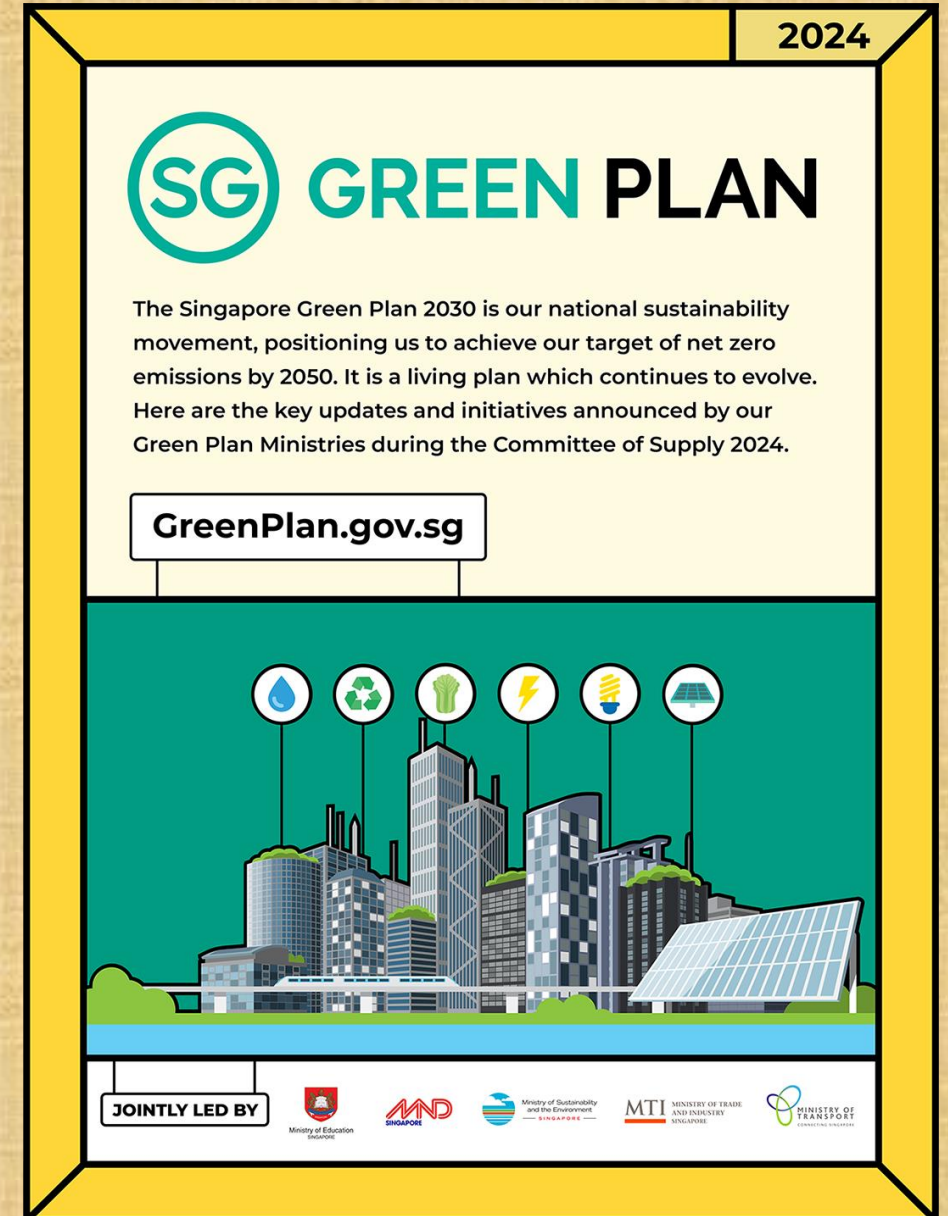 2024
SG GREEN PLAN
The Singapore Green Plan 2030 is our national sustainability
movement, positioning us to achieve our target of net zero
emissions by 2050. It is a living plan which continues to evolve.
Here are the key updates and initiatives announced by our
Green Plan Ministries during the Committee of Supply 2024.
GreenPlan.gov.sg
JOINTLY LED BY
Ministry of Education
SINGAPORE
MND
SINGAPORE
Ministry of Sustainability
and the Environment
SINGAPORE
MTI
MINISTRY OF TRADE
AND INDUSTRY
SINGAPORE
MINISTRY OF
TRANSPORT
CONNECTING SINGAPORE